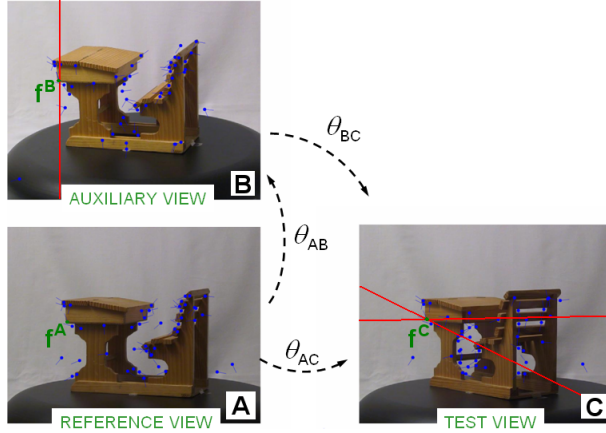 f^B
B
AUXILIARY VIEW
θ_BC
θ_AB
f^A
A
REFERENCE VIEW
θ_AC
f^C
C
TEST VIEW